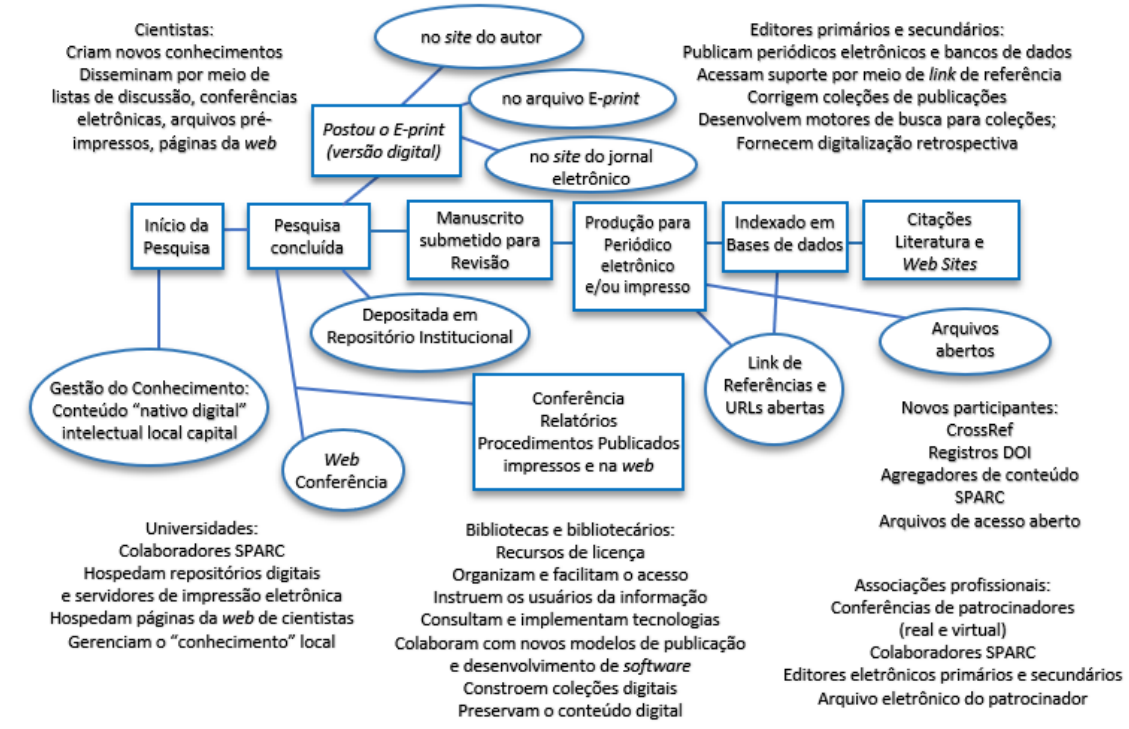 Cientistas:
Criam novos conhecimentos
Disseminam por meio de
listas de discussão, conferências
eletrônicas, arquivos pré-
impressos, páginas da web
no site do autor
no arquivo E-print
Postou o E-print
(versão digital)
no site do jornal
eletrônico
Editores primários e secundários:
Publicam periódicos eletrônicos e bancos de dados
Acessam suporte por meio de link de referência
Corrigem coleções de publicações
Desenvolvem motores de busca para coleções;
Fornecem digitalização retrospectiva
Início da
Pesquisa
Pesquisa
concluída
Manuscrito
submetido para
Revisão
Produção para
Periódico
eletrônico
e/ou impresso
Indexado em
Bases de dados
Citações
Literatura e
Web Sites
Depositada em
Repositório Institucional
Arquivos
abertos
Gestão do Conhecimento:
Conteúdo “nativo digital”
intelectual local capital
Link de
Referências e
URLs abertas
Conferência
Relatórios
Procedimentos Publicados
impressos e na web
Web
Conferência
Novos participantes:
CrossRef
Registros DOI
Agregadores de conteúdo
SPARC
Arquivos de acesso aberto
Universidades:
Colaboradores SPARC
Hospedam repositórios digitais
e servidores de impressão eletrônica
Hospedam páginas da web de cientistas
Gerenciam o “conhecimento” local
Bibliotecas e bibliotecários:
Recursos de licença
Organizam e facilitam o acesso
Instruem os usuários da informação
Consultam e implementam tecnologias
Colaboram com novos modelos de publicação
e desenvolvimento de software
Constroem coleções digitais
Preservam o conteúdo digital
Associações profissionais:
Conferências de patrocinadores
(real e virtual)
Colaboradores SPARC
Editores eletrônicos primários e secundários
Arquivo eletrônico do patrocinador